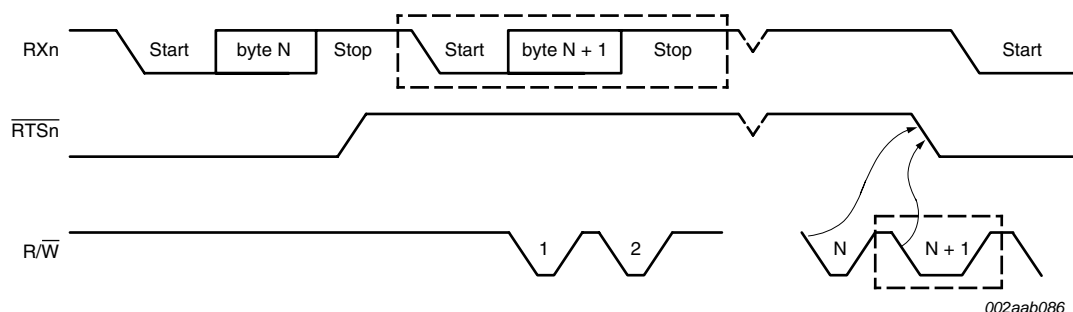 RXn Start byte N Stop Start byte N + 1 Stop Start
RTSn
R/W 1 2 N N + 1
002aab086